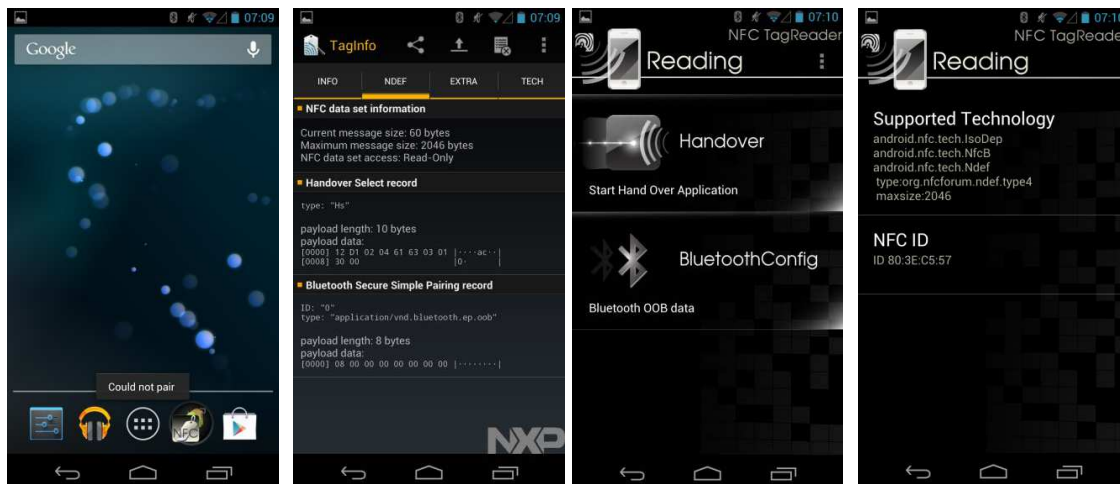 07:09
Google
Could not pair
NFC
07:09
TagInfo
INFO NDEF EXTRA TECH
NFC data set information
Current message size: 60 bytes
Maximum message size: 2046 bytes
NFC data set access: Read-Only
Handover Select record
type: "Hs"
payload length: 10 bytes
payload data:
[0000] 12 D1 02 04 61 63 03 01 |····ac··|
[0008] 30 00 |0·      |
Bluetooth Secure Simple Pairing record
ID: "0"
type: "application/vnd.bluetooth.ep.oob"
payload length: 8 bytes
payload data:
[0000] 08 00 00 00 00 00 00 00 |········|
NXP
07:10
NFC TagReader
Reading
Handover
Start Hand Over Application
BluetoothConfig
Bluetooth OOB data
07:10
NFC TagReader
Reading
Supported Technology
android.nfc.tech.IsoDep
android.nfc.tech.NfcB
android.nfc.tech.Ndef
type:org.nfcforum.ndef.type4
maxsize:2046
NFC ID
ID 80:3E:C5:57